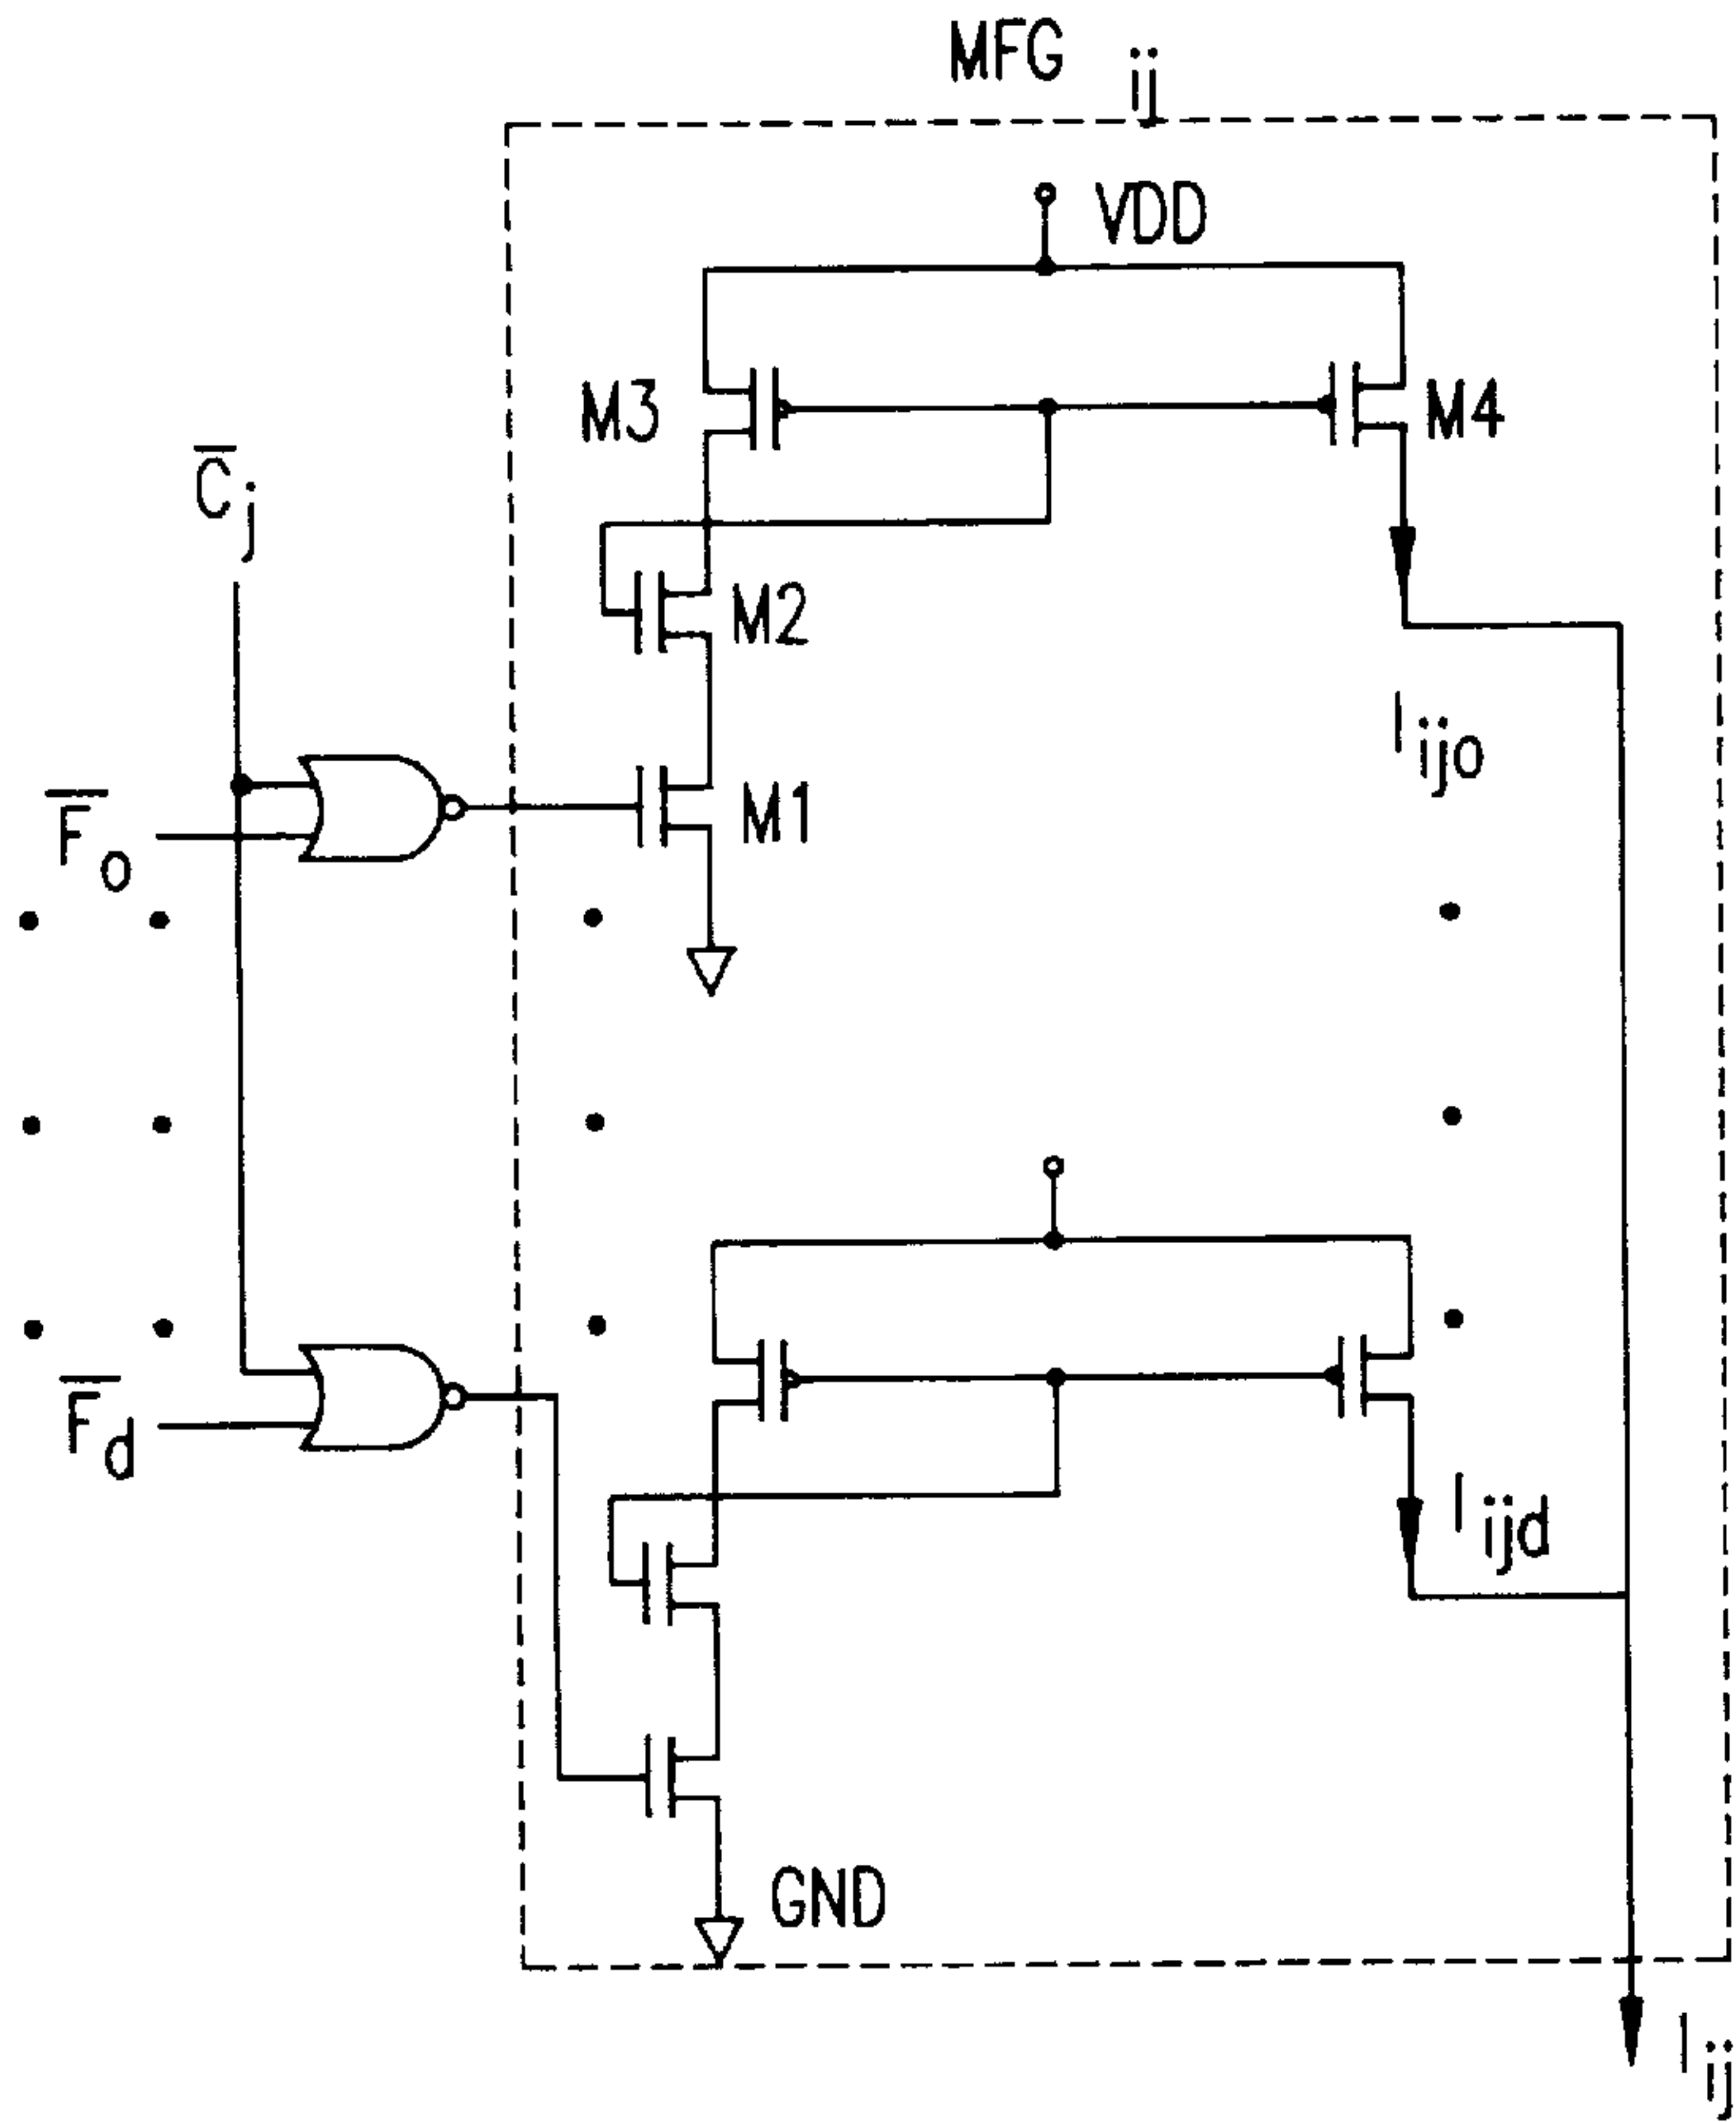 MFG ij
VDD
M3
M4
C̅j
M2
Iijo
F̅o
M1
F̅d
Iijd
GND
Iij